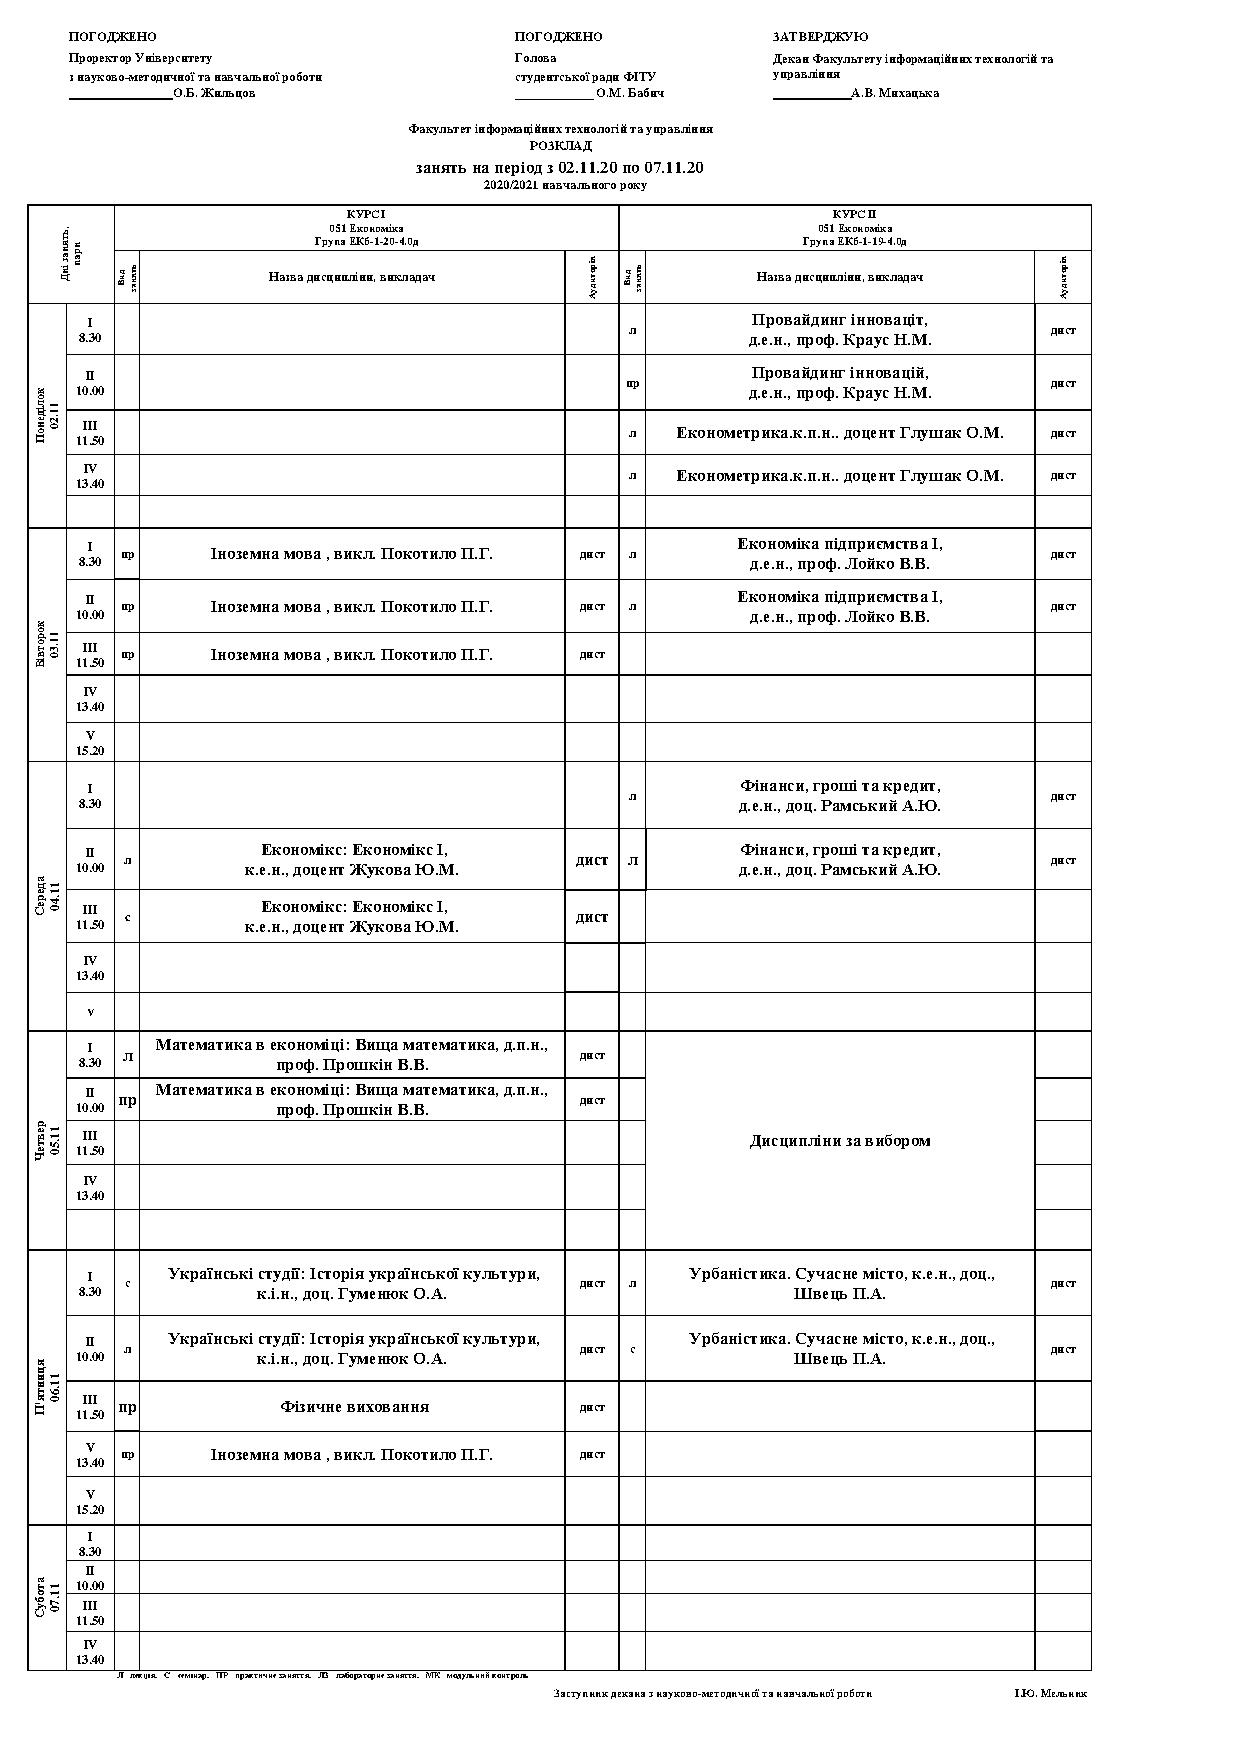 ПОГОДЖЕНО
Проректор Університету
з науково-методичної та навчальної роботи
О.Б. Жильцов
ПОГОДЖЕНО
Голова
студентської ради ФІТУ
О.М. Бабич
ЗАТВЕРДЖУЮ
Декан Факультету інформаційних технологій та
управління
А.В. Михацька
Факультет інформаційних технологій та управління
РОЗКЛАД
занять на період з 02.11.20 по 07.11.20
2020/2021 навчального року
Дні занять,
пари
КУРС І
051 Економіка
Група ЕКб-1-20-4.0д
КУРС ІІ
051 Економіка
Група ЕКб-1-19-4.0д
Вид
занять
Назва дисципліни, викладач
Аудиторія
Вид
занять
Назва дисципліни, викладач
Аудиторія
Понеділок
02.11
I
8.30
л
Провайдинг інноваціт,
д.е.н., проф. Краус Н.М.
дист
II
10.00
пр
Провайдинг інновацій,
д.е.н., проф. Краус Н.М.
дист
III
11.50
л
Економетрика.к.п.н.. доцент Глушак О.М.
дист
IV
13.40
л
Економетрика.к.п.н.. доцент Глушак О.М.
дист
Вівторок
03.11
I
8.30
пр
Іноземна мова , викл. Покотило П.Г.
дист
л
Економіка підприємства І,
д.е.н., проф. Лойко В.В.
дист
II
10.00
пр
Іноземна мова , викл. Покотило П.Г.
дист
л
Економіка підприємства І,
д.е.н., проф. Лойко В.В.
дист
III
11.50
пр
Іноземна мова , викл. Покотило П.Г.
дист
IV
13.40
V
15.20
Середа
04.11
I
8.30
л
Фінанси, гроші та кредит,
д.е.н., доц. Рамський А.Ю.
дист
II
10.00
л
Економікс: Економікс І,
к.е.н., доцент Жукова Ю.М.
дист
л
Фінанси, гроші та кредит,
д.е.н., доц. Рамський А.Ю.
дист
III
11.50
с
Економікс: Економікс І,
к.е.н., доцент Жукова Ю.М.
дист
IV
13.40
V
Четвер
05.11
I
8.30
л
Математика в економіці: Вища математика, д.п.н.,
проф. Прошкін В.В.
дист
II
10.00
пр
Математика в економіці: Вища математика, д.п.н.,
проф. Прошкін В.В.
дист
III
11.50
Дисципліни за вибором
IV
13.40
П'ятниця
06.11
I
8.30
с
Українські студії: Історія української культури,
к.і.н., доц. Гуменюк О.А.
дист
л
Урбаністика. Сучасне місто, к.е.н., доц.,
Швець П.А.
дист
II
10.00
л
Українські студії: Історія української культури,
к.і.н., доц. Гуменюк О.А.
дист
с
Урбаністика. Сучасне місто, к.е.н., доц.,
Швець П.А.
дист
III
11.50
пр
Фізичне виховання
дист
V
13.40
пр
Іноземна мова , викл. Покотило П.Г.
дист
V
15.20
Субота
07.11
I
8.30
II
10.00
III
11.50
IV
13.40
Л лекція, С семінар, ПР практичне заняття, ЛЗ лабораторне заняття, МК модульний контроль
Заступник декана з науково-методичної та навчальної роботи
І.Ю. Мельник